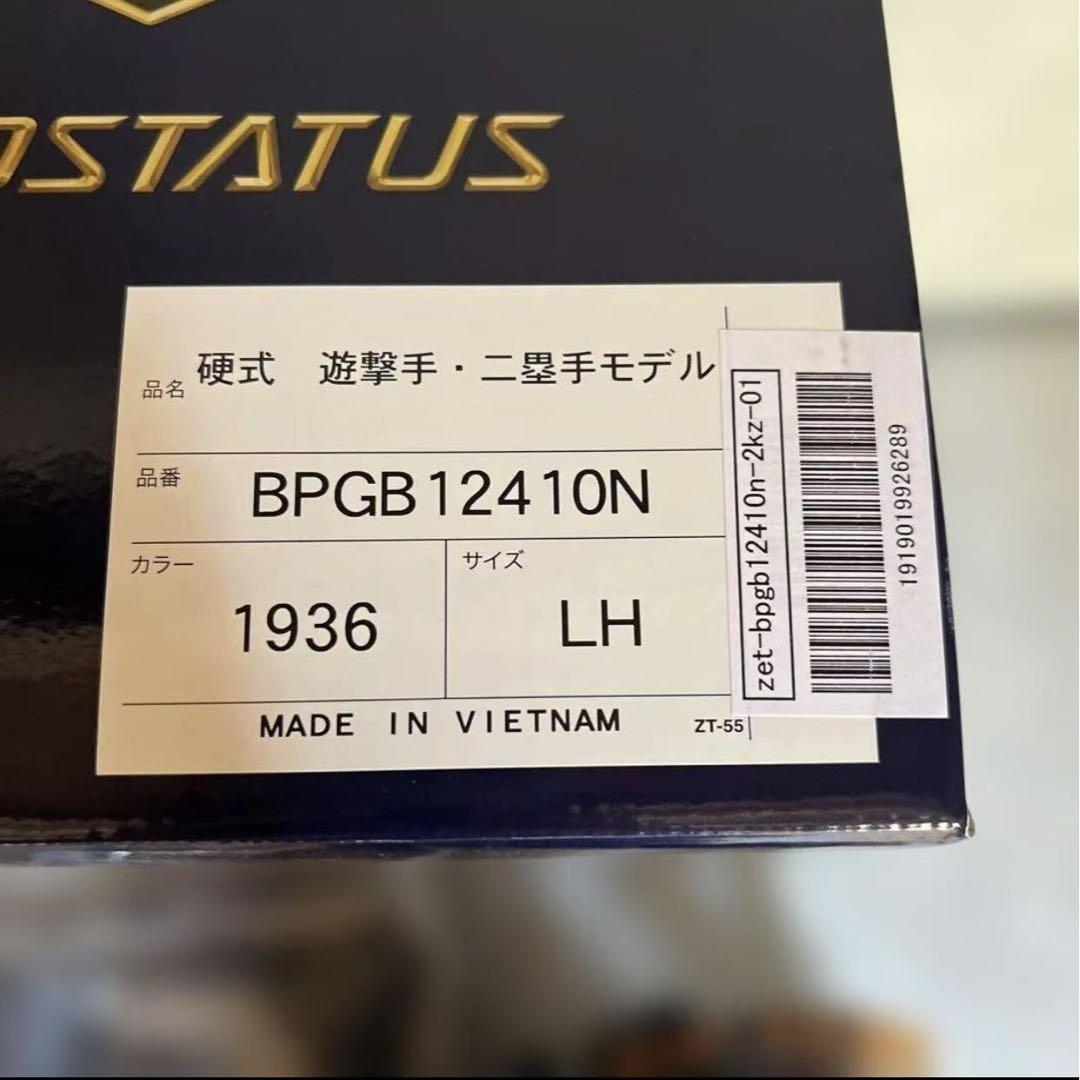 OSTATUS
品名 硬式 遊撃手・二塁手モデル
品番 BPGB12410N
カラー 1936
サイズ LH
MADE IN VIETNAM
ZT-55
zet-bpgb12410n-2kz-01
1919019926289